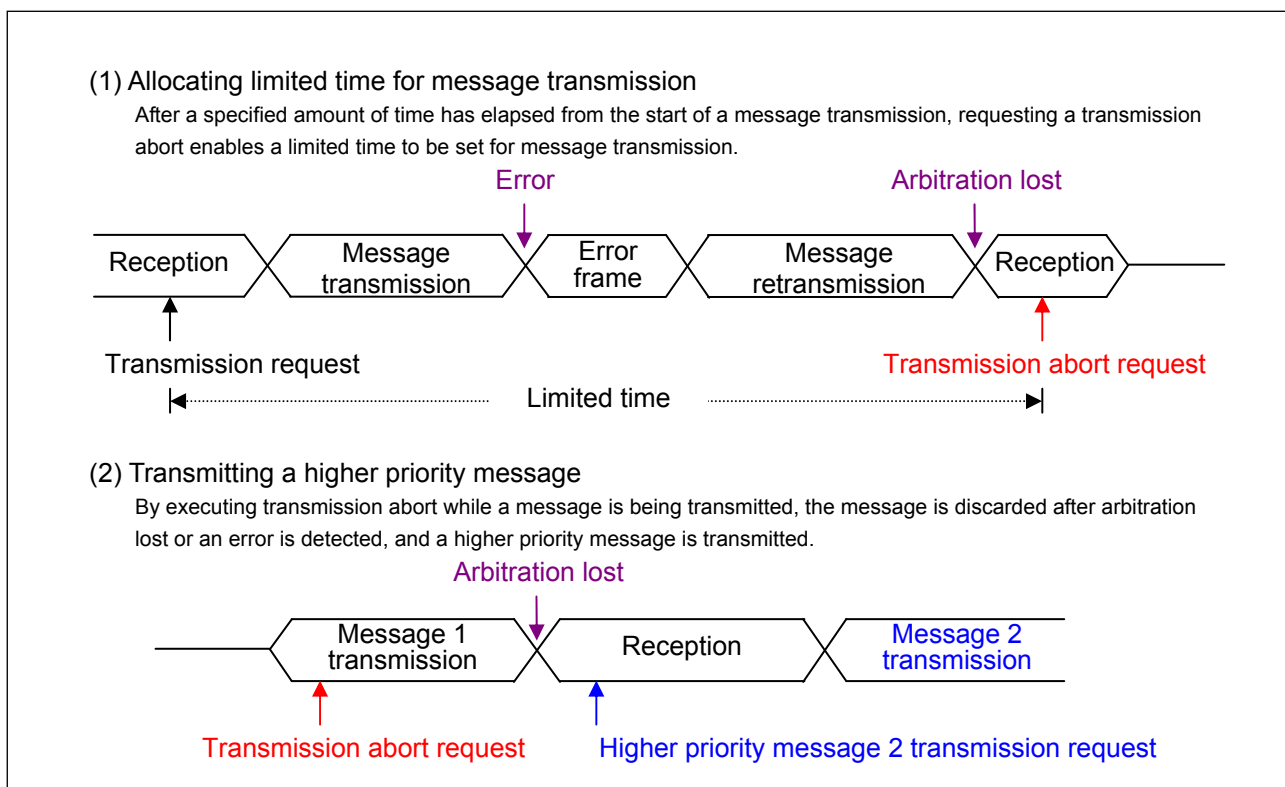 (1) Allocating limited time for message transmission
After a specified amount of time has elapsed from the start of a message transmission, requesting a transmission
abort enables a limited time to be set for message transmission.
Error
Arbitration lost
Reception
Message
transmission
Error
frame
Message
retransmission
Reception
Transmission request
Transmission abort request
Limited time
(2) Transmitting a higher priority message
By executing transmission abort while a message is being transmitted, the message is discarded after arbitration
lost or an error is detected, and a higher priority message is transmitted.
Arbitration lost
Message 1
transmission
Reception
Message 2
transmission
Transmission abort request
Higher priority message 2 transmission request